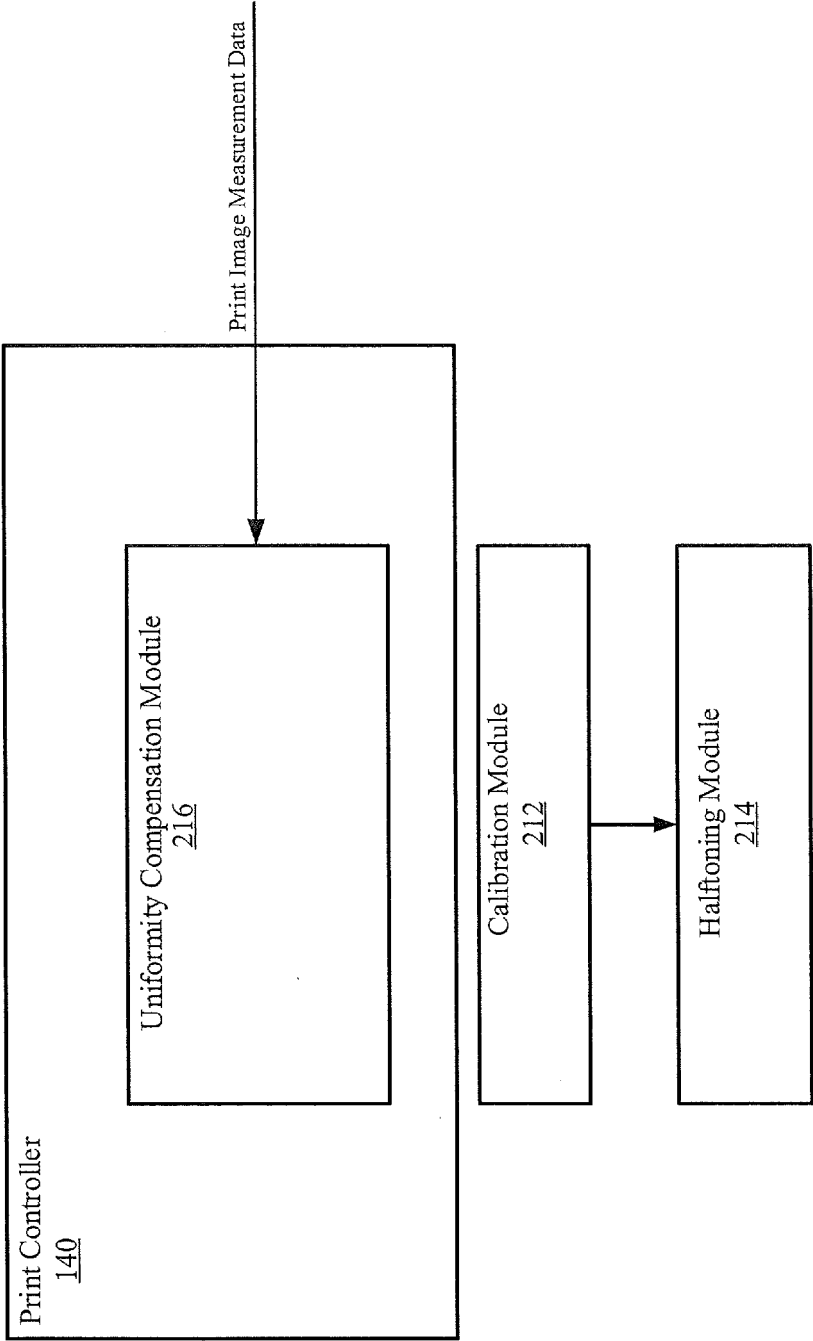 Print Controller
140
Print Image Measurement Data
Uniformity Compensation Module
216
Calibration Module
212
Halftoning Module
214